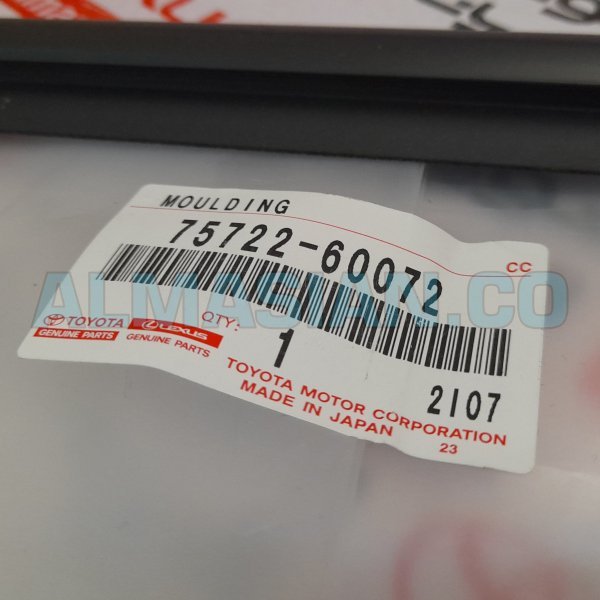 MOULDING
75722-60072
CC
ALMASIAN.CO
TOYOTA
GENUINE PARTS
LEXUS
GENUINE PARTS
QTY:
1
2107
TOYOTA MOTOR CORPORATION
MADE IN JAPAN
23